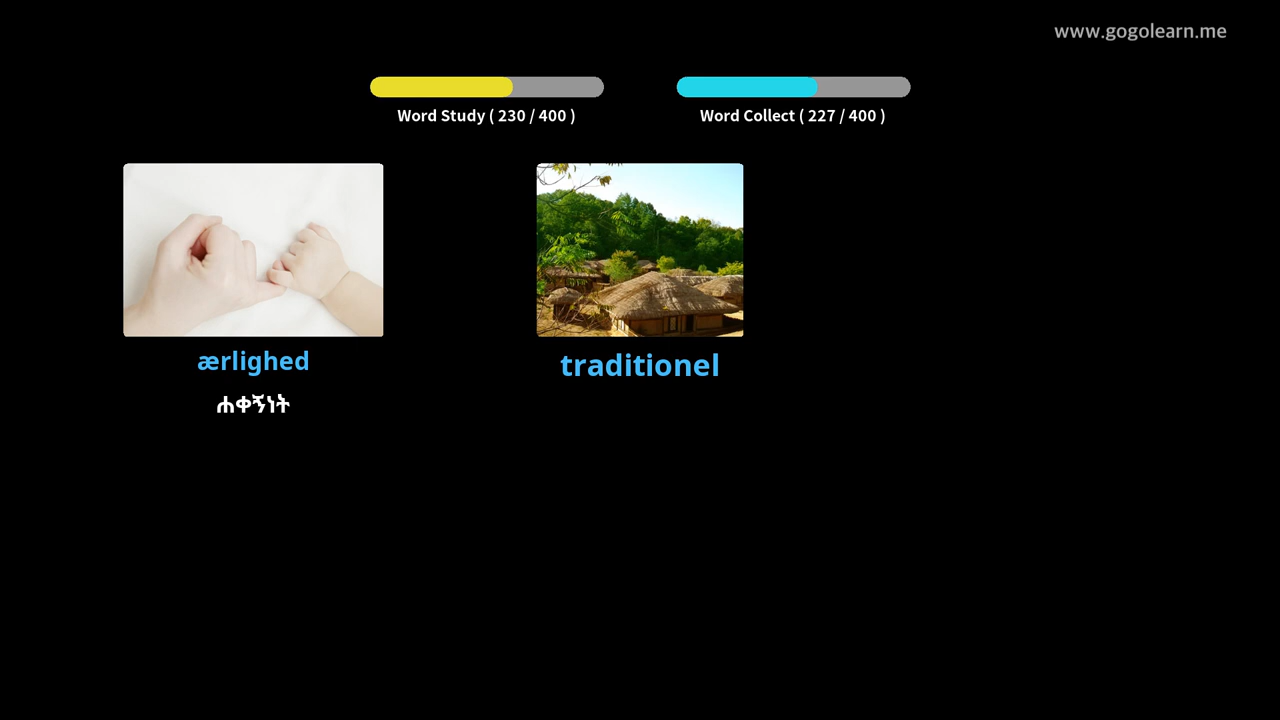 www.gogolearn.me
Word Study ( 230 / 400 )
Word Collect ( 227 / 400 )
ærlighed
ሐቀኝነት
traditionel